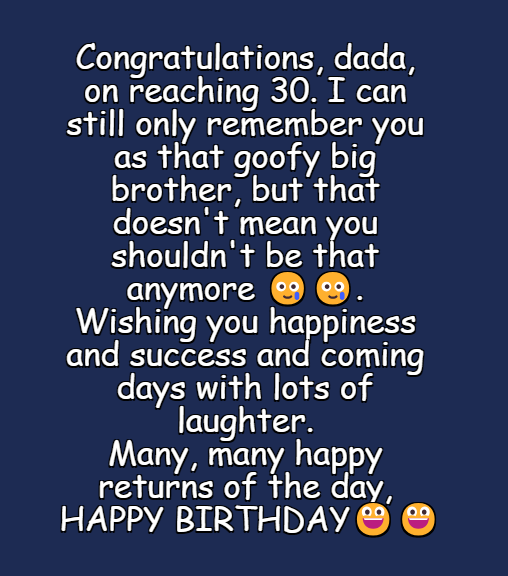 Congratulations, dada,
on reaching 30. I can
still only remember you
as that goofy big
brother, but that
doesn't mean you
shouldn't be that
anymore 🥲🥲.
Wishing you happiness
and success and coming
days with lots of
laughter.
Many, many happy
returns of the day,
HAPPY BIRTHDAY😀😀